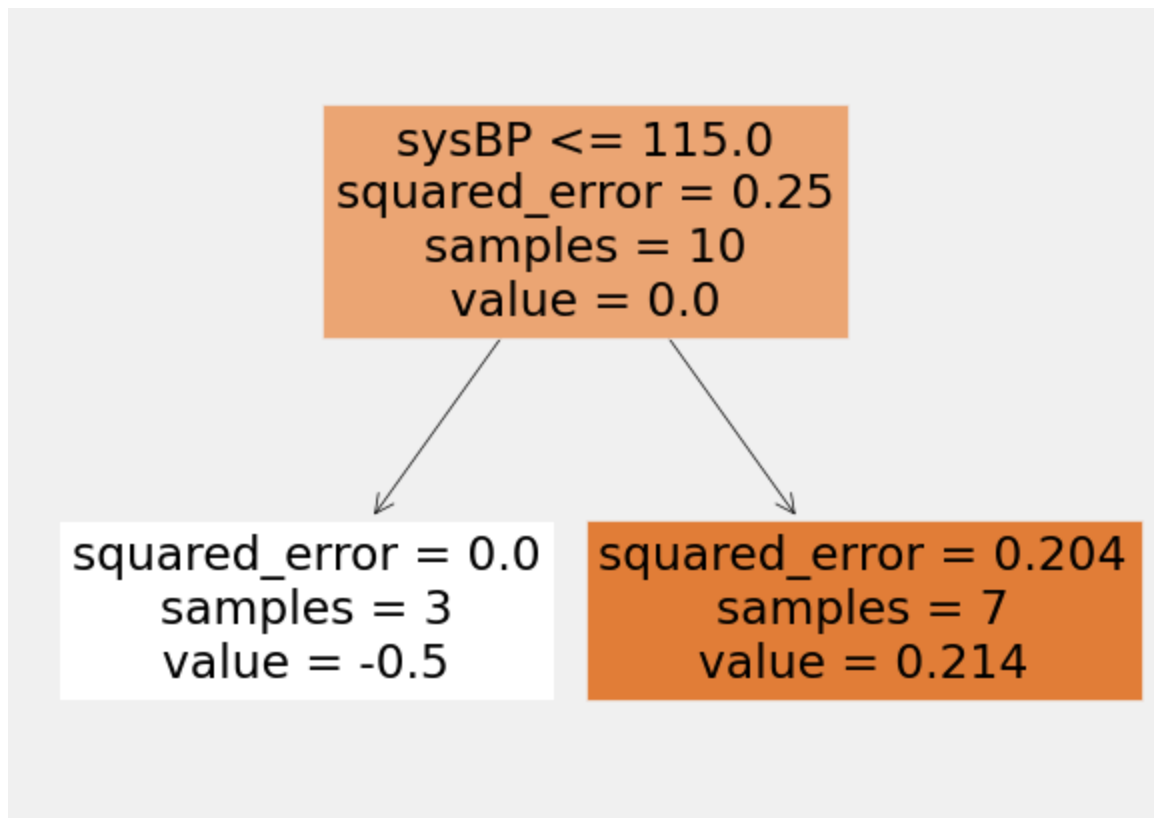 sysBP <= 115.0
squared_error = 0.25
samples = 10
value = 0.0
squared_error = 0.0
samples = 3
value = -0.5
squared_error = 0.204
samples = 7
value = 0.214